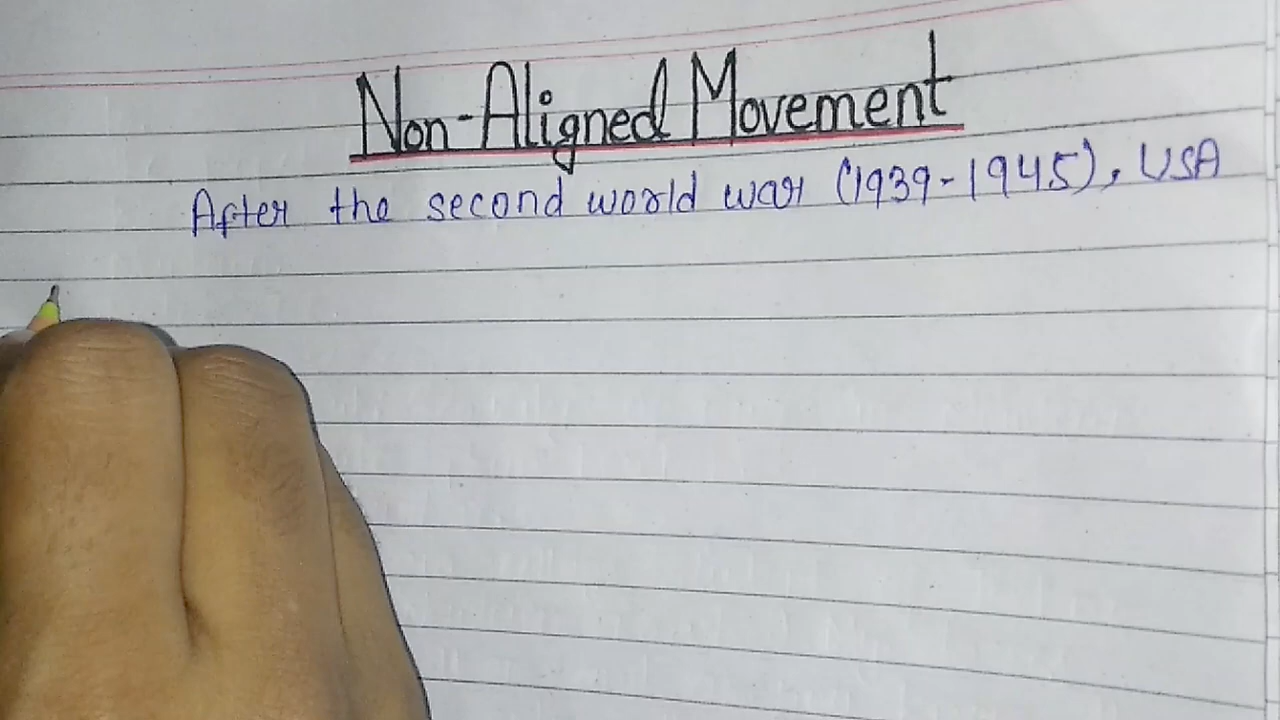 Non-Aligned Movement
After the second world war (1939-1945), USA